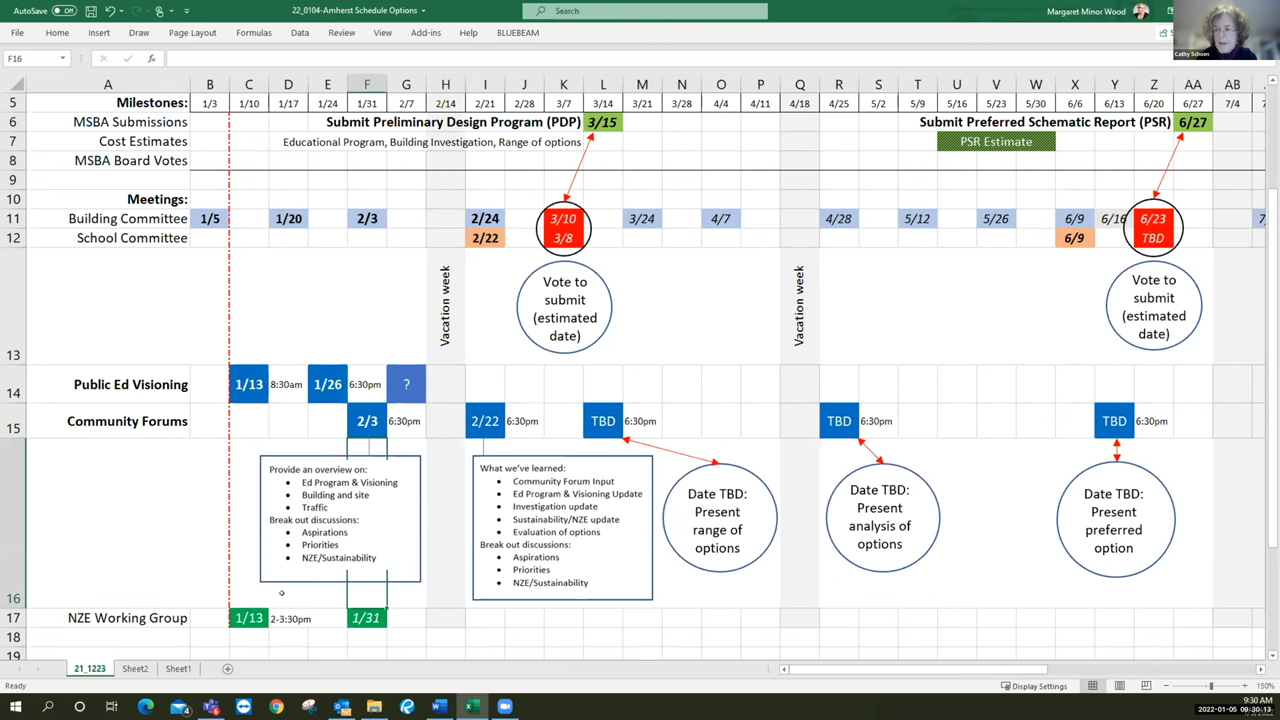 AutoSave Off 22_0104-Amherst Schedule Options Search Margaret Minor Wood
Cathy Schoen
File Home Insert Draw Page Layout Formulas Data Review View Add-ins Help BLUEBEAM
F16 fx
A B C D E F G H I J K L M N O P Q R S T U V W X Y Z AA AB
5 Milestones: 1/3 1/10 1/17 1/24 1/31 2/7 2/14 2/21 2/28 3/7 3/14 3/21 3/28 4/4 4/11 4/18 4/25 5/2 5/9 5/16 5/23 5/30 6/6 6/13 6/20 6/27 7/4
6 MSBA Submissions Submit Preliminary Design Program (PDP) 3/15 Submit Preferred Schematic Report (PSR) 6/27
7 Cost Estimates Educational Program, Building Investigation, Range of options PSR Estimate
8 MSBA Board Votes
9
10 Meetings:
11 Building Committee 1/5 1/20 2/3 2/24 3/10 3/24 4/7 4/28 5/12 5/26 6/9 6/16 6/23 7/
12 School Committee 2/22 3/8 6/9 TBD
Vacation week
Vote to
submit
(estimated
date)
Vacation week
Vote to
submit
(estimated
date)
13
14 Public Ed Visioning 1/13 8:30am 1/26 6:30pm ?
15 Community Forums 2/3 6:30pm 2/22 6:30pm TBD 6:30pm TBD 6:30pm TBD 6:30pm
Provide an overview on:
• Ed Program & Visioning
• Building and site
• Traffic
Break out discussions:
• Aspirations
• Priorities
• NZE/Sustainability
What we've learned:
• Community Forum Input
• Ed Program & Visioning Update
• Investigation update
• Sustainability/NZE update
• Evaluation of options
Break out discussions:
• Aspirations
• Priorities
• NZE/Sustainability
Date TBD:
Present
range of
options
Date TBD:
Present
analysis of
options
Date TBD:
Present
preferred
option
16
17 NZE Working Group 1/13 2-3:30pm 1/31
18
19
21_1223 Sheet2 Sheet1
Ready Display Settings 150%
9:30 AM
2022-01-05 09:30:13